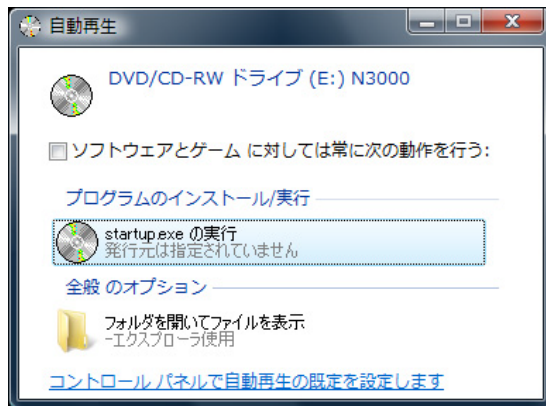 自動再生
DVD/CD-RW ドライブ (E:) N3000
ソフトウェアとゲーム に対しては常に次の動作を行う:
プログラムのインストール/実行
startup.exe の実行
発行元は指定されていません
全般 のオプション
フォルダを開いてファイルを表示
-エクスプローラ使用
コントロール パネルで自動再生の既定を設定します